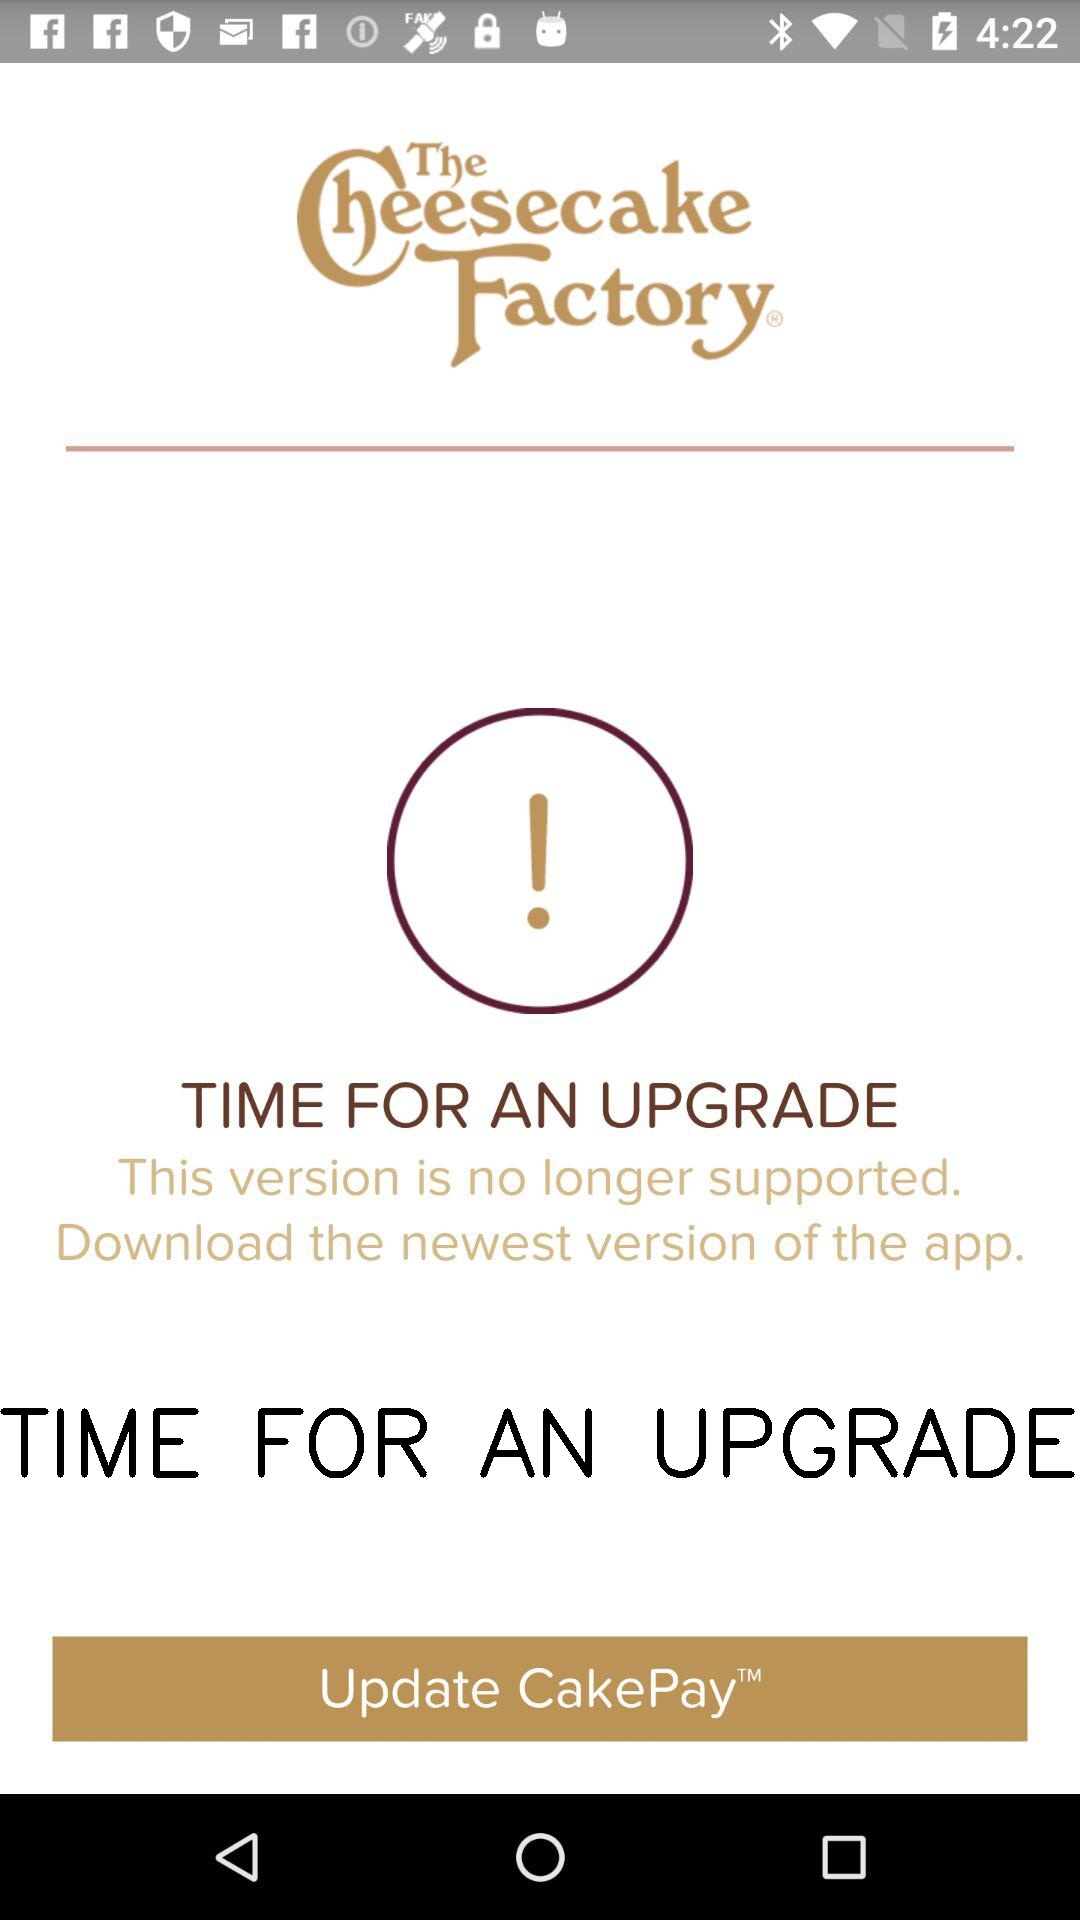 FAKE
4:22
The
Cheesecake
Factory®
TIME FOR AN UPGRADE
This version is no longer supported.
Download the newest version of the app.
TIME FOR AN UPGRADE
Update CakePay™